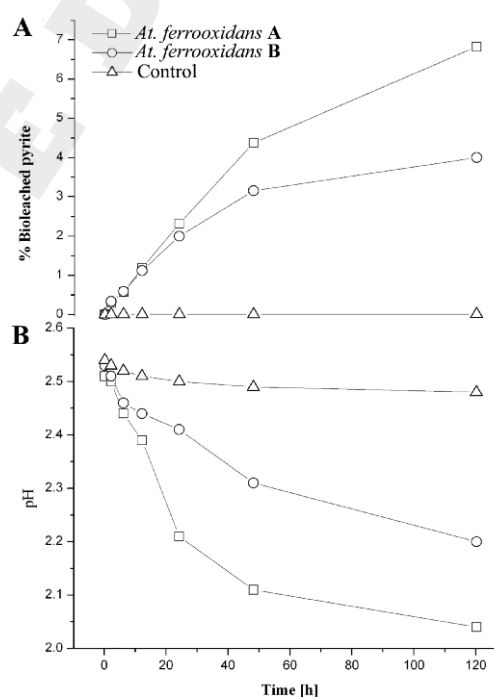 A
At. ferrooxidans A
At. ferrooxidans B
Control
% Bioleached pyrite
7
6
5
4
3
2
1
0
B
pH
2.6
2.5
2.4
2.3
2.2
2.1
2.0
0 20 40 60 80 100 120
Time [h]